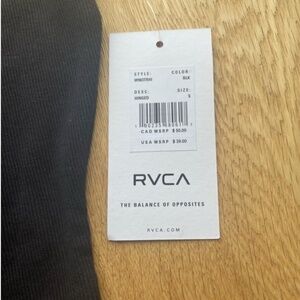 STYLE: COLOR:
BLK
DESC: SIZE:
WINGED S
CAD MSRP $ 50.00
USA MSRP $ 39.00
RVCA
THE BALANCE OF OPPOSITES
RVCA.COM